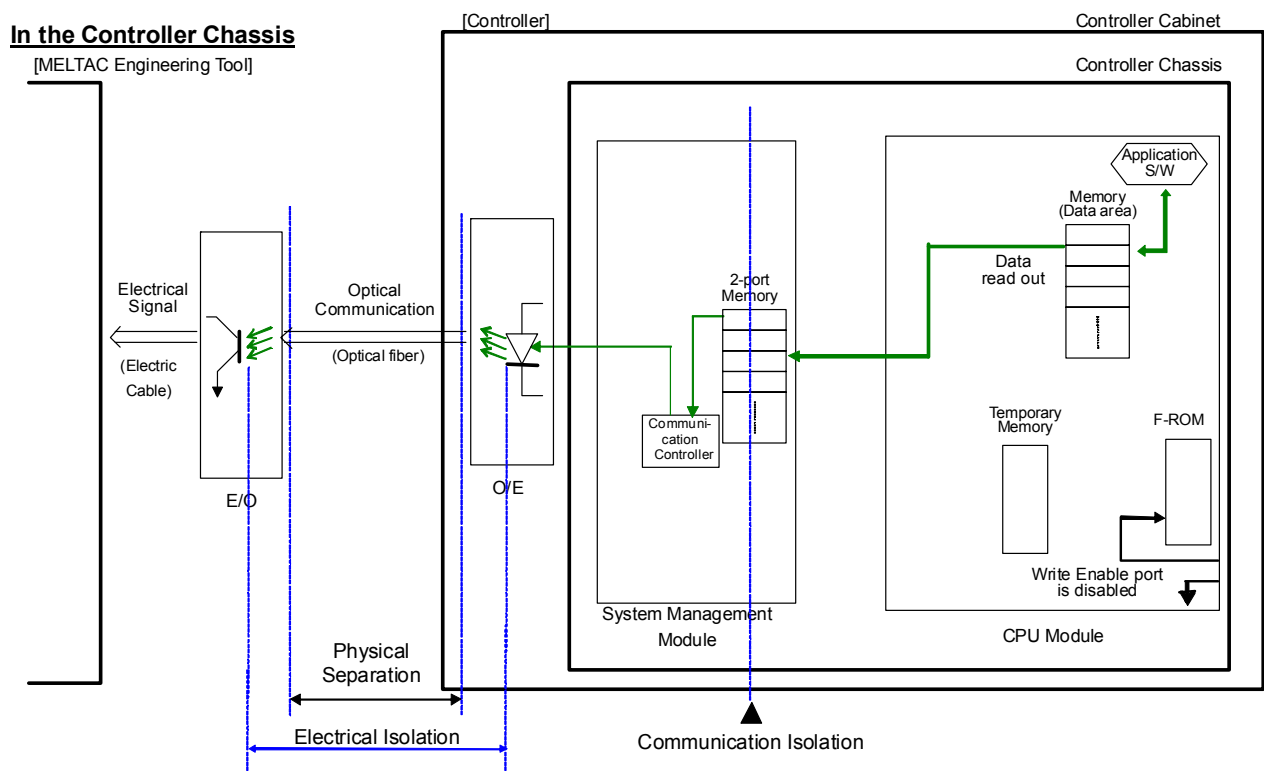 In the Controller Chassis
[MELTAC Engineering Tool]
[Controller]
Controller Cabinet
Controller Chassis
Application
S/W
Memory
(Data area)
Data
read out
2-port
Memory
Electrical
Signal
(Electric
Cable)
Optical
Communication
(Optical fiber)
Communi-
cation
Controller
Temporary
Memory
F-ROM
E/O
O/E
Write Enable port
is disabled
System Management
Module
CPU Module
Physical
Separation
Electrical Isolation
Communication Isolation